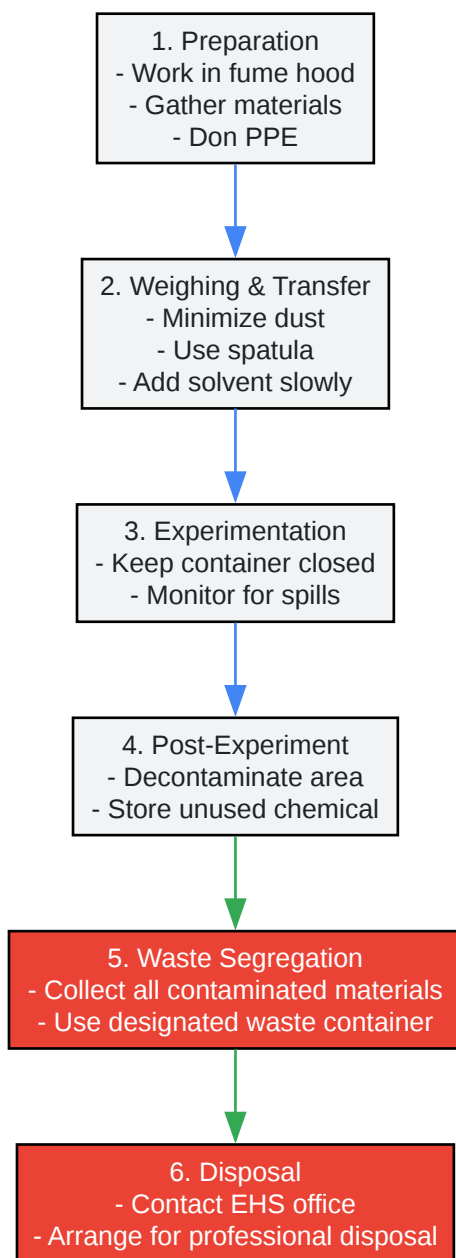 1. Preparation
- Work in fume hood
- Gather materials
- Don PPE
2. Weighing & Transfer
- Minimize dust
- Use spatula
- Add solvent slowly
3. Experimentation
- Keep container closed
- Monitor for spills
4. Post-Experiment
- Decontaminate area
- Store unused chemical
5. Waste Segregation
- Collect all contaminated materials
- Use designated waste container
6. Disposal
- Contact EHS office
- Arrange for professional disposal